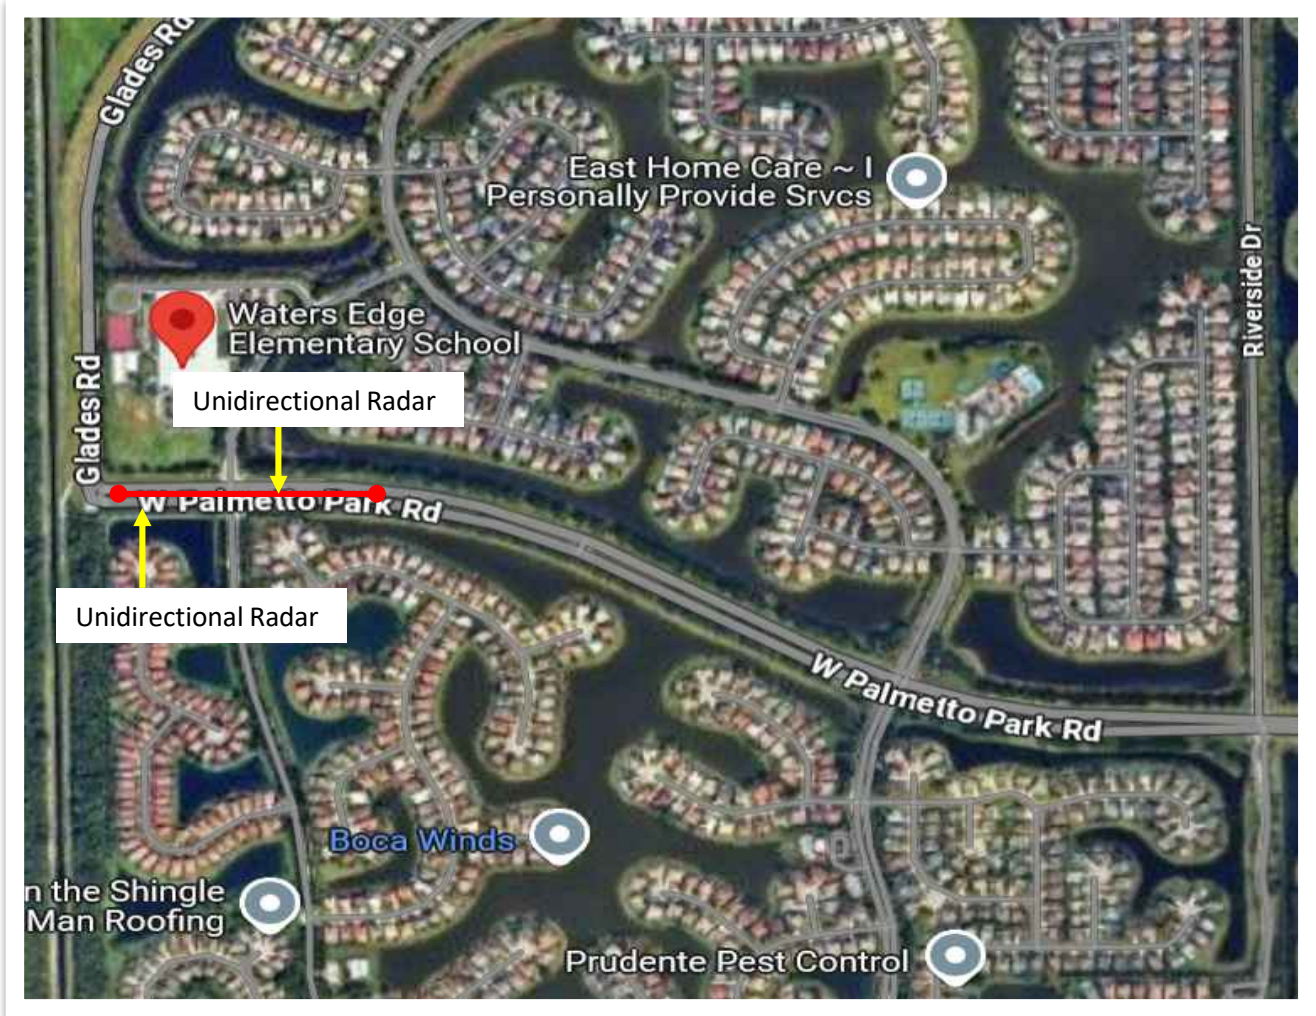 Glades Rd
East Home Care ~ I
Personally Provide Srvcs
Riverside Dr
Waters Edge
Elementary School
Glades Rd
Unidirectional Radar
W Palmetto Park Rd
Unidirectional Radar
W Palmetto Park Rd
Boca Winds
n the Shingle
Man Roofing
Prudente Pest Control